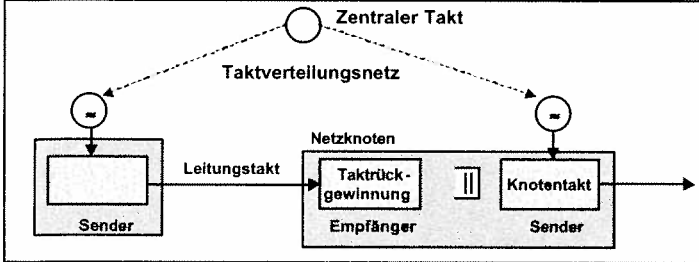 Zentraler Takt
Taktverteilungsnetz
≈
≈
Netzknoten
Leitungstakt
Taktrück-
gewinnung
Knotentakt
Sender
Empfänger
Sender